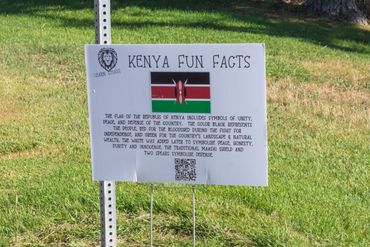 KENYA FUN FACTS
THE FLAG OF THE REPUBLIC OF KENYA INCLUDES SYMBOLS OF UNITY,
PEACE, AND DEFENSE OF THE COUNTRY. THE COLOR BLACK REPRESENTS
THE PEOPLE, RED FOR THE BLOODSHED DURING THE FIGHT FOR
INDEPENDENCE, AND GREEN FOR THE COUNTRY'S LANDSCAPE & NATURAL
WEALTH. THE WHITE WAS ADDED LATER TO SYMBOLIZE PEACE, HONESTY,
PURITY AND INNOCENCE. THE TRADITIONAL MAASAI SHIELD AND
TWO SPEARS SYMBOLIZE DEFENSE.